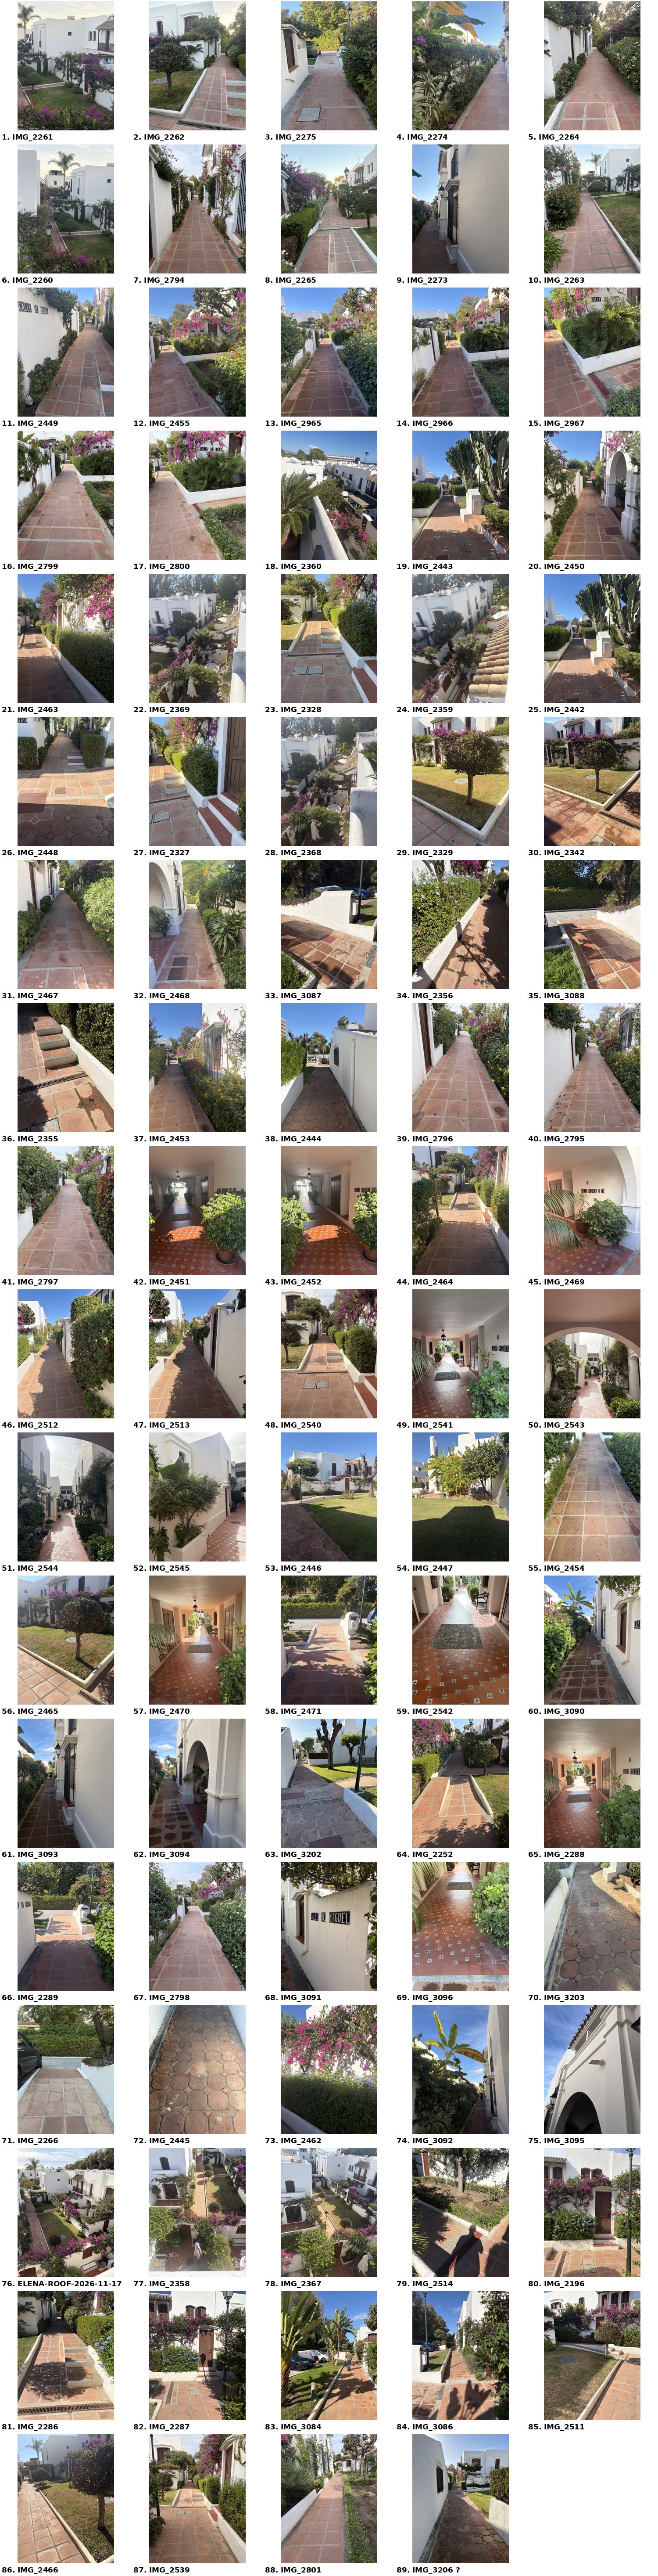 1. IMG_2261 2. IMG_2262 3. IMG_2275 4. IMG_2274 5. IMG_2264
6. IMG_2260 7. IMG_2794 8. IMG_2265 9. IMG_2273 10. IMG_2263
11. IMG_2449 12. IMG_2455 13. IMG_2965 14. IMG_2966 15. IMG_2967
16. IMG_2799 17. IMG_2800 18. IMG_2360 19. IMG_2443 20. IMG_2450
21. IMG_2463 22. IMG_2369 23. IMG_2328 24. IMG_2359 25. IMG_2442
26. IMG_2448 27. IMG_2327 28. IMG_2368 29. IMG_2329 30. IMG_2342
31. IMG_2467 32. IMG_2468 33. IMG_3087 34. IMG_2356 35. IMG_3088
36. IMG_2355 37. IMG_2453 38. IMG_2444 39. IMG_2796 40. IMG_2795
41. IMG_2797 42. IMG_2451 43. IMG_2452 44. IMG_2464 45. IMG_2469
46. IMG_2512 47. IMG_2513 48. IMG_2540 49. IMG_2541 50. IMG_2543
51. IMG_2544 52. IMG_2545 53. IMG_2446 54. IMG_2447 55. IMG_2454
56. IMG_2465 57. IMG_2470 58. IMG_2471 59. IMG_2542 60. IMG_3090
61. IMG_3093 62. IMG_3094 63. IMG_3202 64. IMG_2252 65. IMG_2288
66. IMG_2289 67. IMG_2798 68. IMG_3091 69. IMG_3096 70. IMG_3203
71. IMG_2266 72. IMG_2445 73. IMG_2462 74. IMG_3092 75. IMG_3095
76. ELENA-ROOF-2026-11-17 77. IMG_2358 78. IMG_2367 79. IMG_2514 80. IMG_2196
81. IMG_2286 82. IMG_2287 83. IMG_3084 84. IMG_3086 85. IMG_2511
86. IMG_2466 87. IMG_2539 88. IMG_2801 89. IMG_3206 ?